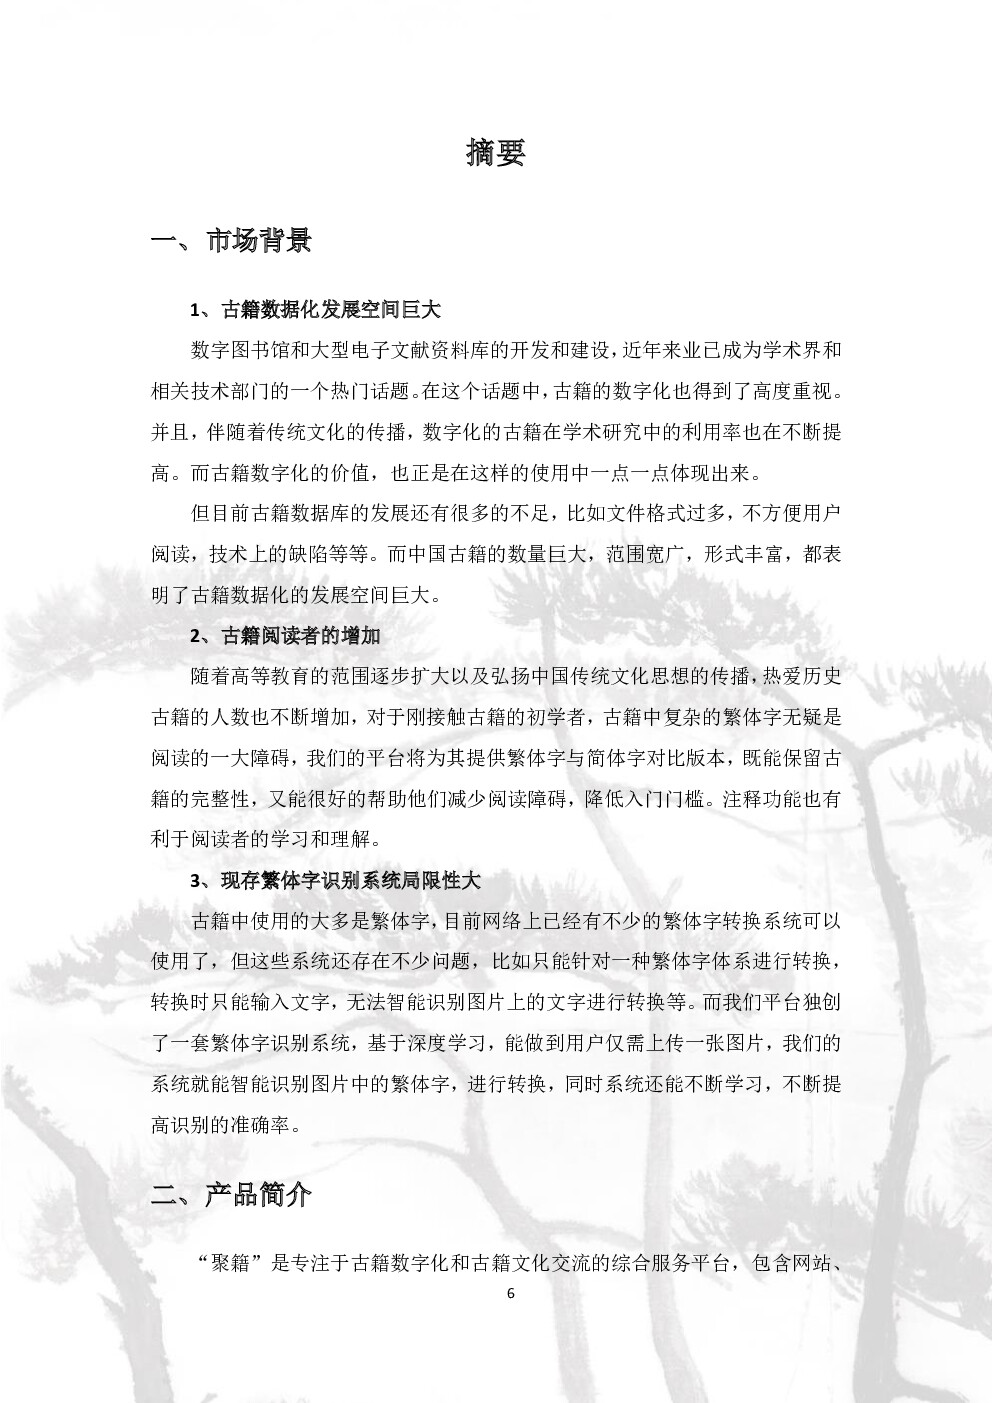 摘要
一、市场背景
1、古籍数据化发展空间巨大
数字图书馆和大型电子文献资料库的开发和建设，近年来业已成为学术界和
相关技术部门的一个热门话题。在这个话题中，古籍的数字化也得到了高度重视。
并且，伴随着传统文化的传播，数字化的古籍在学术研究中的利用率也在不断提
高。而古籍数字化的价值，也正是在这样的使用中一点一点体现出来。
但目前古籍数据库的发展还有很多的不足，比如文件格式过多，不方便用户
阅读，技术上的缺陷等等。而中国古籍的数量巨大，范围宽广，形式丰富，都表
明了古籍数据化的发展空间巨大。
2、古籍阅读者的增加
随着高等教育的范围逐步扩大以及弘扬中国传统文化思想的传播，热爱历史
古籍的人数也不断增加，对于刚接触古籍的初学者，古籍中复杂的繁体字无疑是
阅读的一大障碍，我们的平台将为其提供繁体字与简体字对比版本，既能保留古
籍的完整性，又能很好的帮助他们减少阅读障碍，降低入门门槛。注释功能也有
利于阅读者的学习和理解。
3、现存繁体字识别系统局限性大
古籍中使用的大多是繁体字，目前网络上已经有不少的繁体字转换系统可以
使用了，但这些系统还存在不少问题，比如只能针对一种繁体字体系进行转换，
转换时只能输入文字，无法智能识别图片上的文字进行转换等。而我们平台独创
了一套繁体字识别系统，基于深度学习，能做到用户仅需上传一张图片，我们的
系统就能智能识别图片中的繁体字，进行转换，同时系统还能不断学习，不断提
高识别的准确率。
二、产品简介
“聚籍”是专注于古籍数字化和古籍文化交流的综合服务平台，包含网站、
6